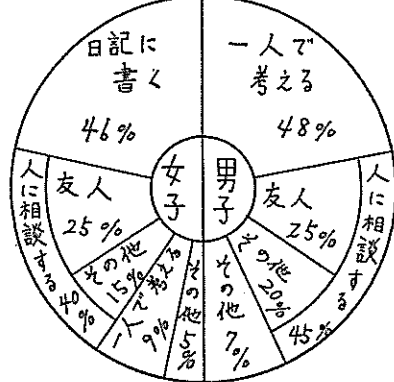 日記に
書く
46%
一人で
考える
48%
女子
男子
友人
25%
その他
15%
人に相談する
40%
一人で考える
9%
その他
5%
その他
7%
友人
25%
その他
20%
人に相談する
45%